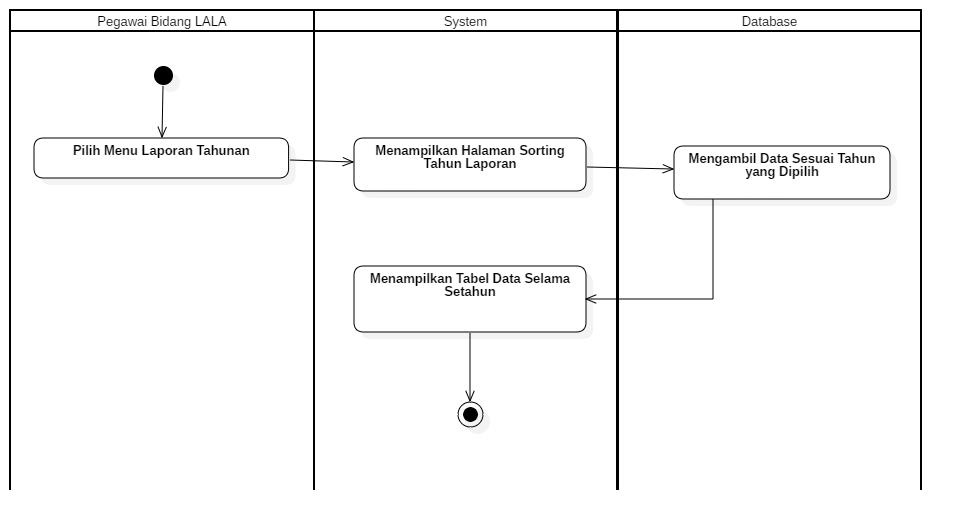 Pegawai Bidang LALA
System
Database
Pilih Menu Laporan Tahunan
Menampilkan Halaman Sorting
Tahun Laporan
Mengambil Data Sesuai Tahun
yang Dipilih
Menampilkan Tabel Data Selama
Setahun